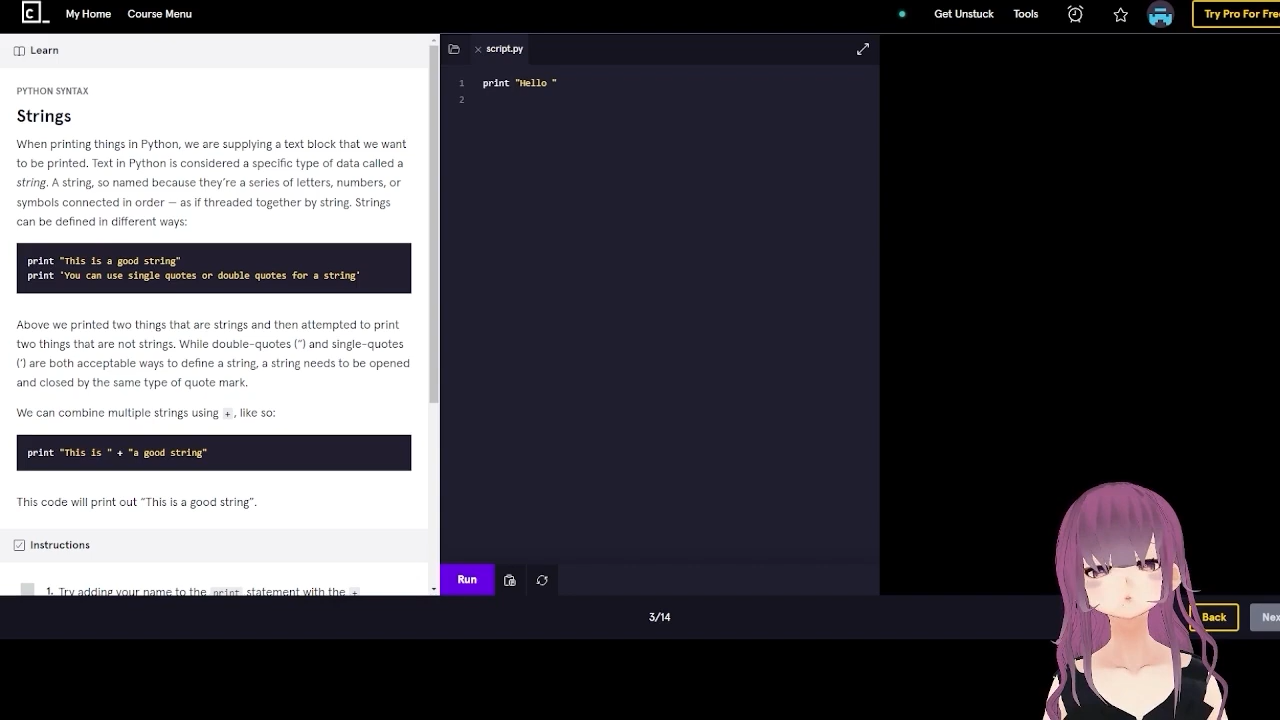 C_
My Home
Course Menu
Get Unstuck
Tools
Try Pro For Free
Learn
PYTHON SYNTAX
Strings
When printing things in Python, we are supplying a text block that we want
to be printed. Text in Python is considered a specific type of data called a
string. A string, so named because they're a series of letters, numbers, or
symbols connected in order — as if threaded together by string. Strings
can be defined in different ways:
print "This is a good string"
print 'You can use single quotes or double quotes for a string'
Above we printed two things that are strings and then attempted to print
two things that are not strings. While double-quotes (") and single-quotes
(') are both acceptable ways to define a string, a string needs to be opened
and closed by the same type of quote mark.
We can combine multiple strings using +, like so:
print "This is " + "a good string"
This code will print out “This is a good string”.
Instructions
1. Try adding your name to the print statement with the +
script.py
1 print "Hello "
2
Run
3/14
Back
Nex